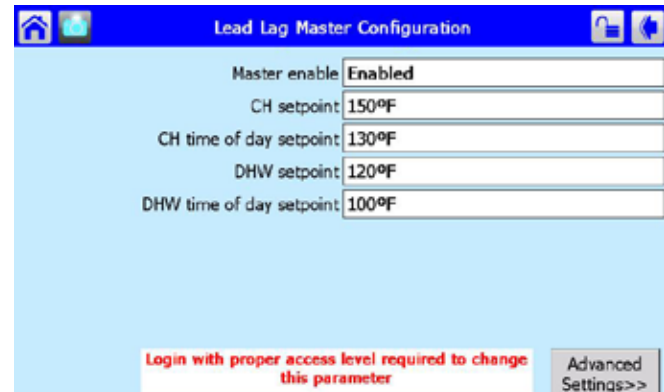 Lead Lag Master Configuration
Master enable Enabled
CH setpoint 150ºF
CH time of day setpoint 130ºF
DHW setpoint 120ºF
DHW time of day setpoint 100ºF
Login with proper access level required to change
this parameter
Advanced
Settings>>